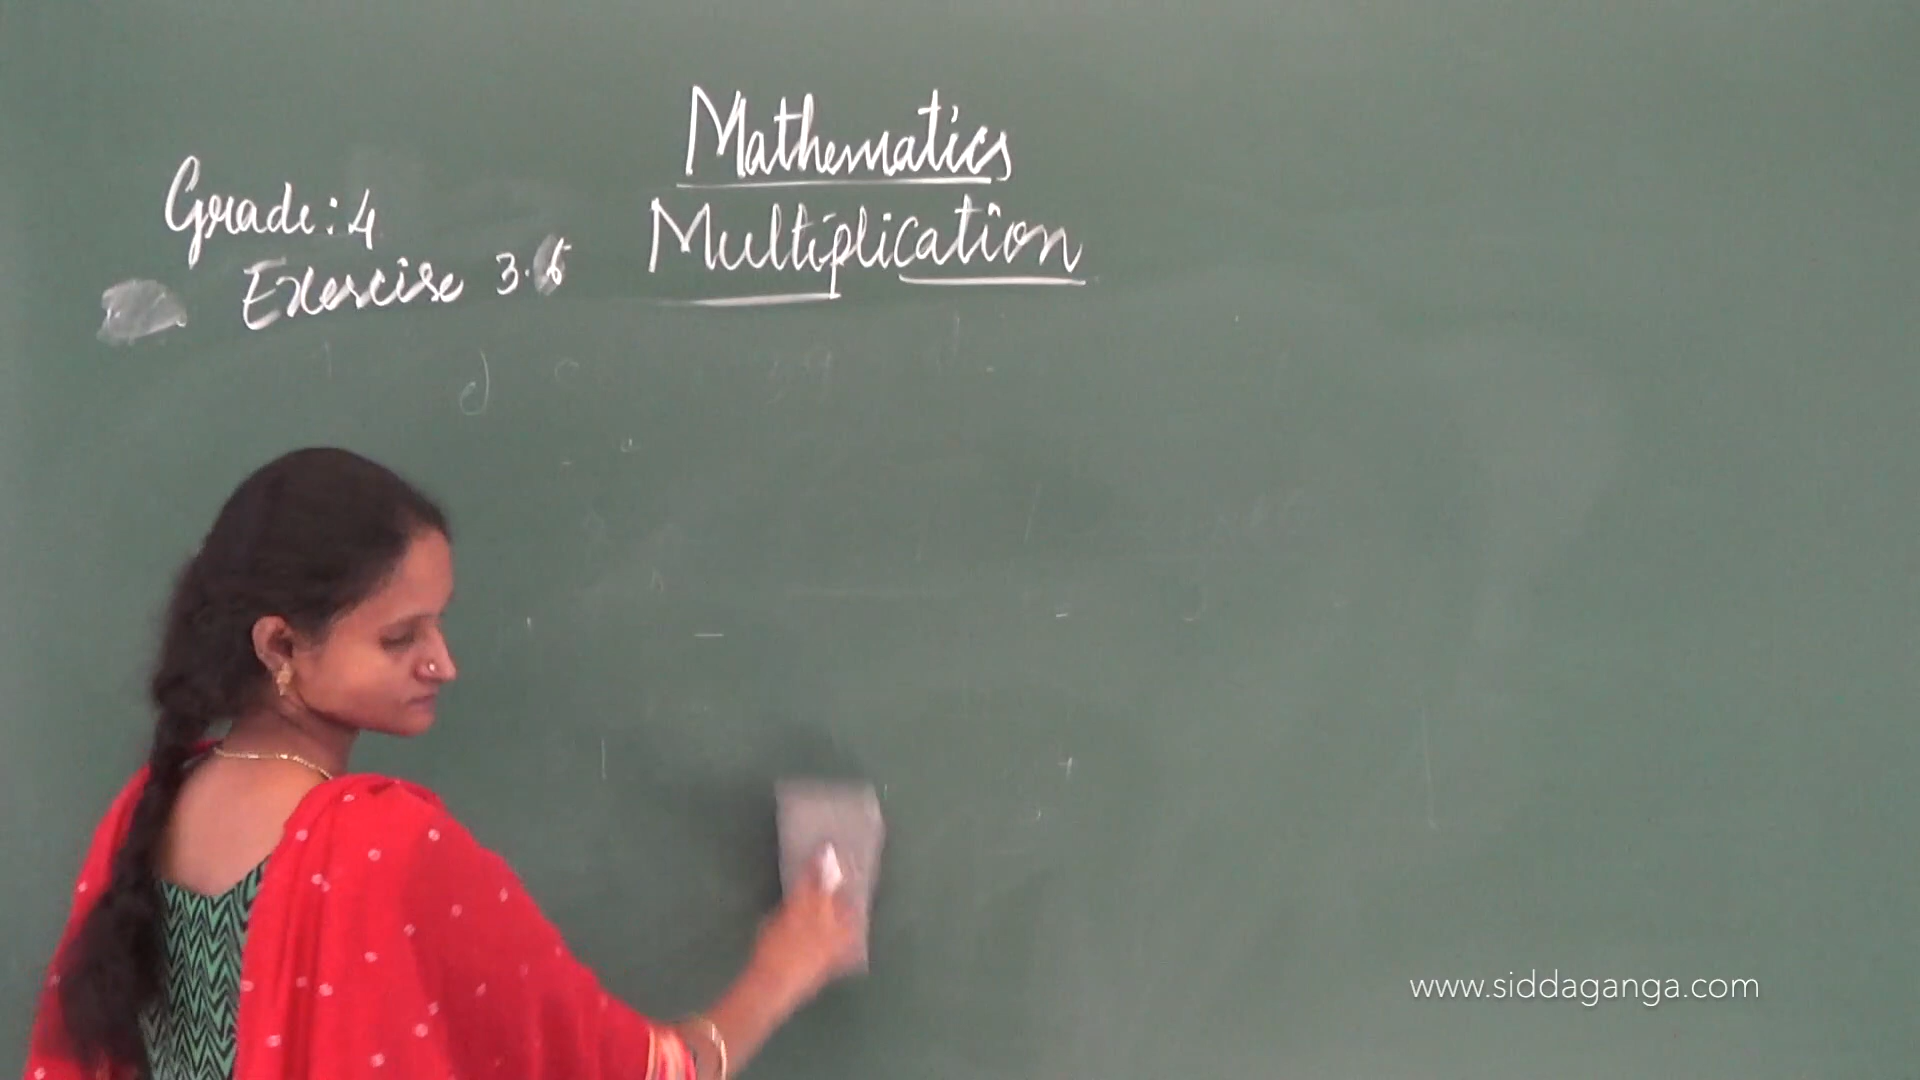 Mathematics
Grade: 4
Multiplication
Exercise 3.6
www.siddaganga.com